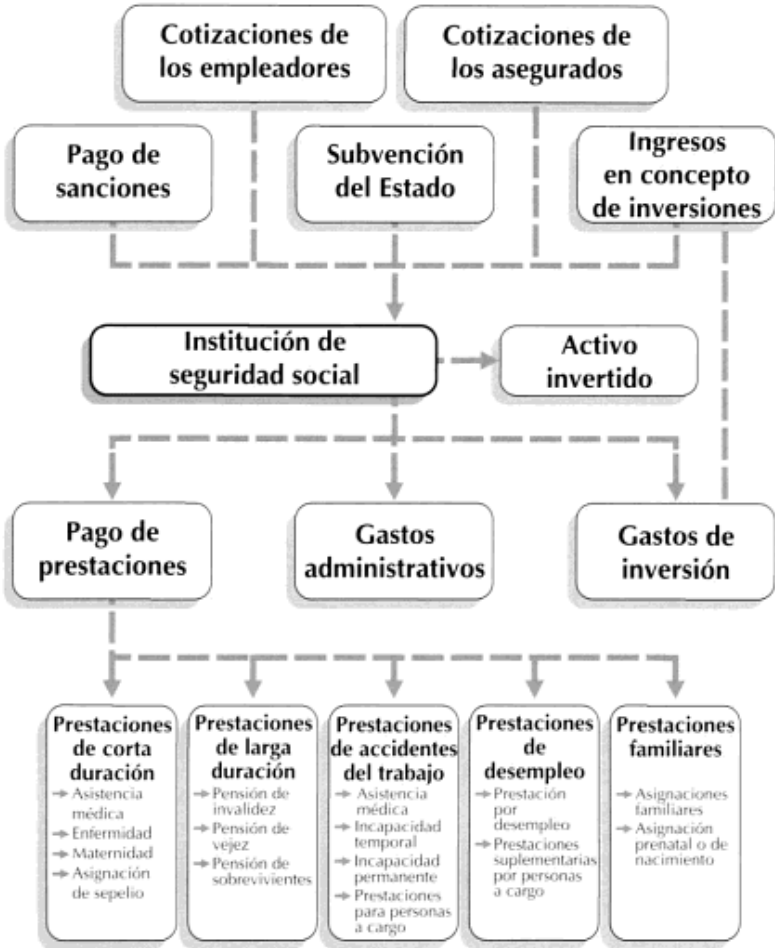 Cotizaciones de
los empleadores
Cotizaciones de
los asegurados
Pago de
sanciones
Subvención
del Estado
Ingresos
en concepto
de inversiones
Institución de
seguridad social
Activo
invertido
Pago de
prestaciones
Gastos
administrativos
Gastos de
inversión
Prestaciones
de corta
duración
Asistencia
médica
Enfermidad
Maternidad
Asignación
de sepelio
Prestaciones
de larga
duración
Pensión de
invalidez
Pensión de
vejez
Pensión de
sobrevivientes
Prestaciones
de accidentes
del trabajo
Asistencia
médica
Incapacidad
temporal
Incapacidad
permanente
Prestaciones
para personas
a cargo
Prestaciones
de
desempleo
Prestación
por
desempleo
Prestaciones
suplementarias
por personas
a cargo
Prestaciones
familiares
Asignaciones
familiares
Asignación
prenatal o de
nacimiento